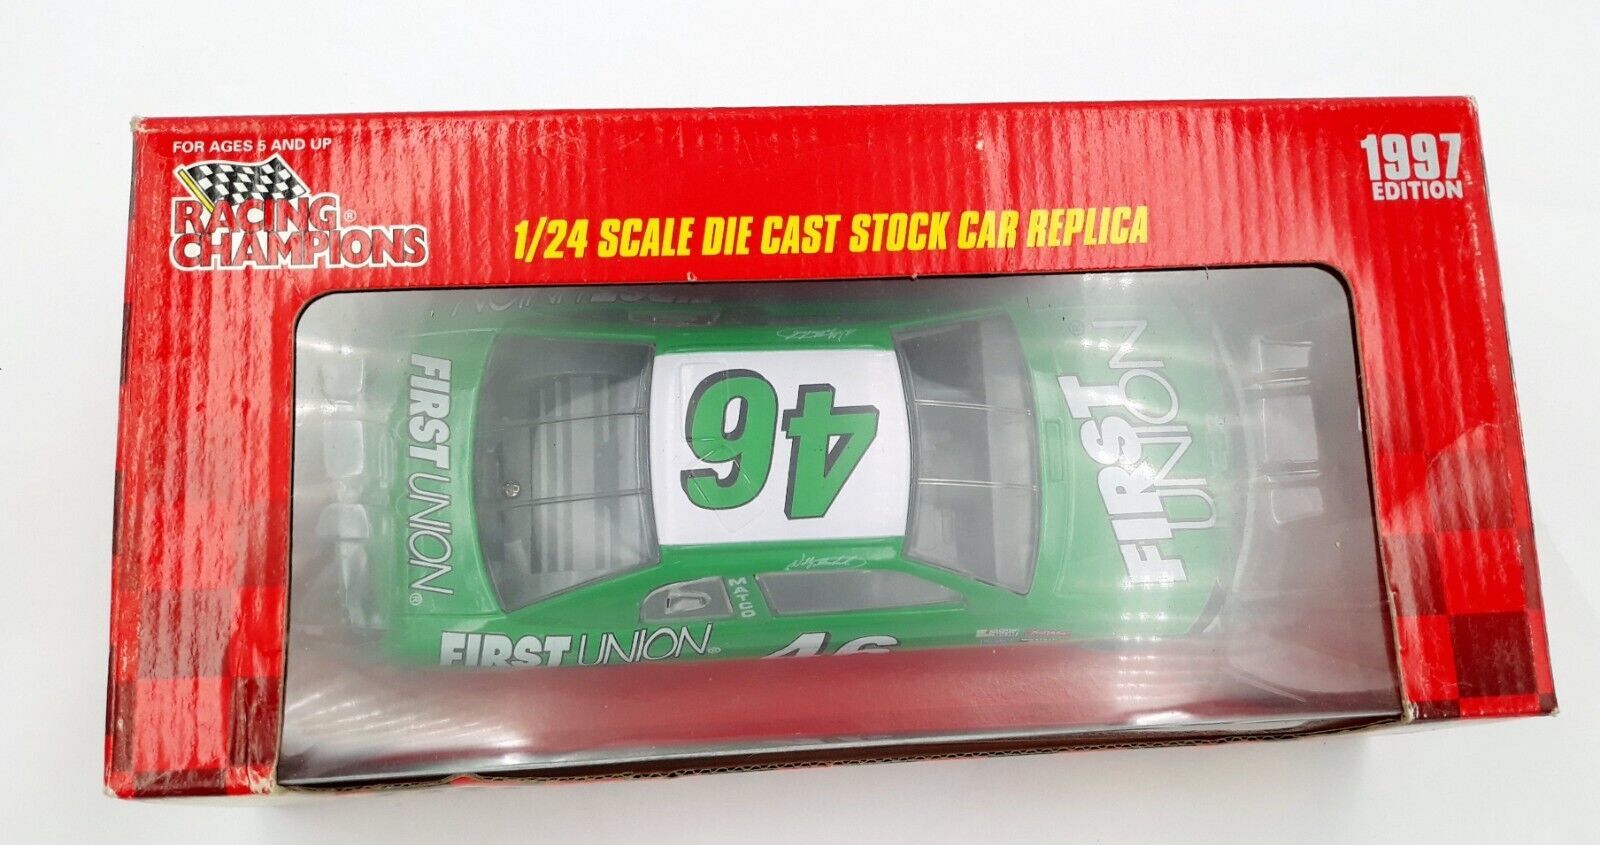 FOR AGES 5 AND UP
RACING®
CHAMPIONS
1/24 SCALE DIE CAST STOCK CAR REPLICA
1997
EDITION
FIRST UNION®
46
FIRST
UNION®
MATCO
FIRST UNION®
46